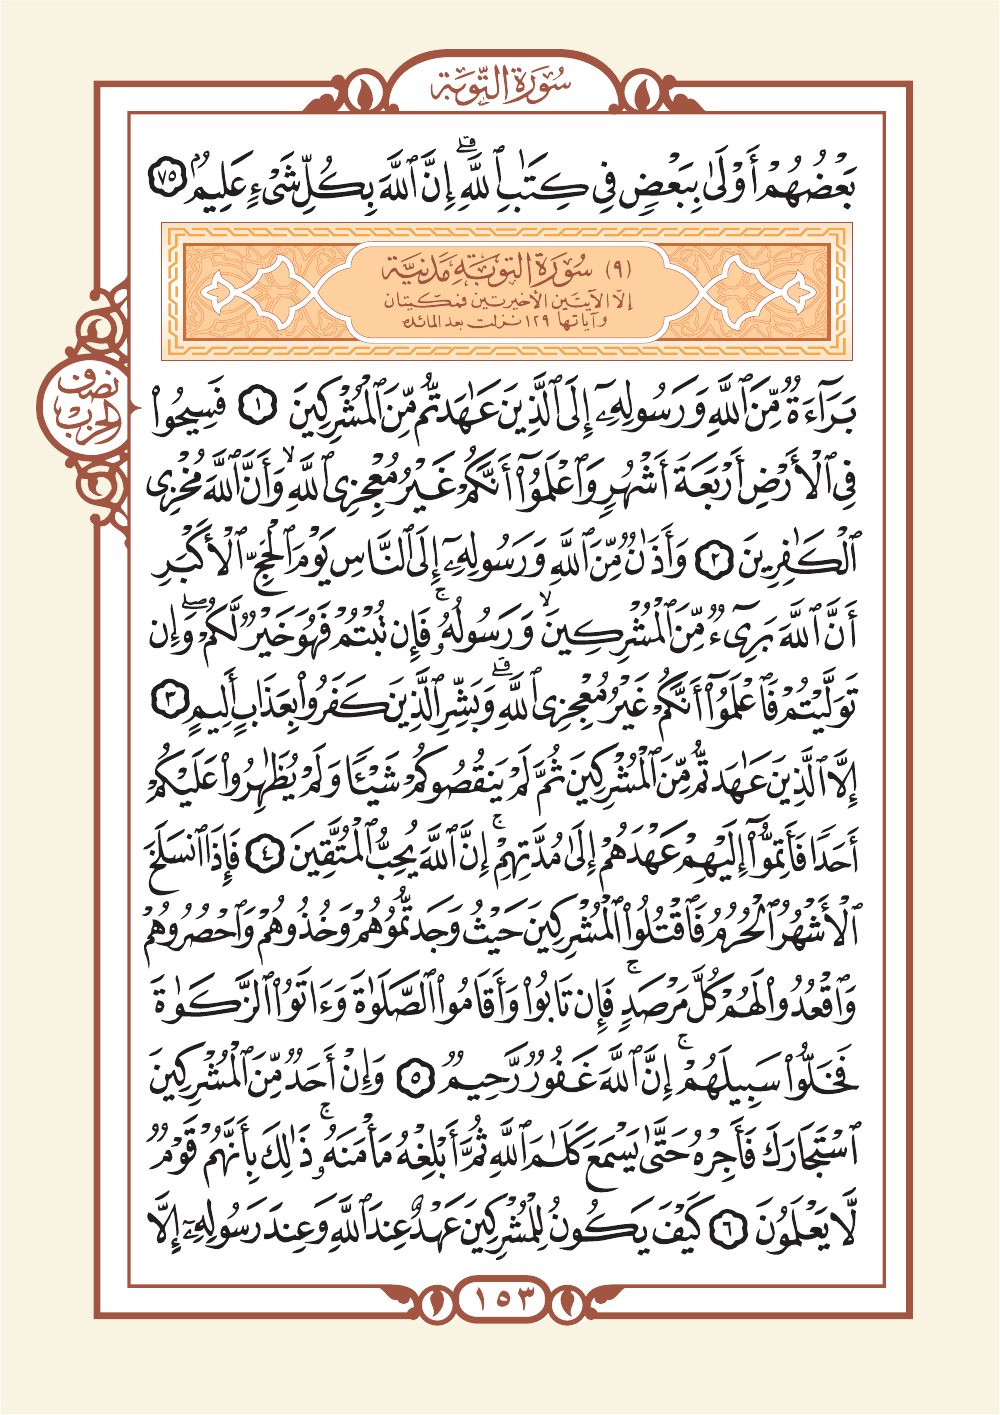 سُورَةُ التَّوۡبَةِ
بَعۡضُهُمۡ أَوۡلَىٰ بِبَعۡضٖ فِي كِتَٰبِ ٱللَّهِۗ إِنَّ ٱللَّهَ بِكُلِّ شَيۡءٍ عَلِيمُۢ ٧٥
(٩) سُورَةُ التوبَةِ مَدَنِيَّة
إلا الآيتين الأخيرتين فمكيتان
وآياتها ١٢٩ نزلت بعد المائدة
بَرَآءَةٞ مِّنَ ٱللَّهِ وَرَسُولِهِۦٓ إِلَى ٱلَّذِينَ عَٰهَدتُّم مِّنَ ٱلۡمُشۡرِكِينَ ١ فَسِيحُواْ
نصف
الحزب
فِي ٱلۡأَرۡضِ أَرۡبَعَةَ أَشۡهُرٖ وَٱعۡلَمُوٓاْ أَنَّكُمۡ غَيۡرُ مُعۡجِزِي ٱللَّهِ ۙ وَأَنَّ ٱللَّهَ مُخۡزِي
ٱلۡكَٰفِرِينَ ٢ وَأَذَٰنٞ مِّنَ ٱللَّهِ وَرَسُولِهِۦٓ إِلَى ٱلنَّاسِ يَوۡمَ ٱلۡحَجِّ ٱلۡأَكۡبَرِ
أَنَّ ٱللَّهَ بَرِيٓءٞ مِّنَ ٱلۡمُشۡرِكِينَ ۙ وَرَسُولُهُۥۚ فَإِن تُبۡتُمۡ فَهُوَ خَيۡرٞ لَّكُمۡۖ وَإِن
تَوَلَّيۡتُمۡ فَٱعۡلَمُوٓاْ أَنَّكُمۡ غَيۡرُ مُعۡجِزِي ٱللَّهِۗ وَبَشِّرِ ٱلَّذِينَ كَفَرُواْ بِعَذَابٍ أَلِيمٍ ٣
إِلَّا ٱلَّذِينَ عَٰهَدتُّم مِّنَ ٱلۡمُشۡرِكِينَ ثُمَّ لَمۡ يَنقُصُوكُمۡ شَيۡـٔٗا وَلَمۡ يُظَٰهِرُواْ عَلَيۡكُمۡ
أَحَدٗا فَأَتِمُّوٓاْ إِلَيۡهِمۡ عَهۡدَهُمۡ إِلَىٰ مُدَّتِهِمۡۚ إِنَّ ٱللَّهَ يُحِبُّ ٱلۡمُتَّقِينَ ٤ فَإِذَا ٱنسَلَخَ
ٱلۡأَشۡهُرُ ٱلۡحُرُمُ فَٱقۡتُلُواْ ٱلۡمُشۡرِكِينَ حَيۡثُ وَجَدتُّمُوهُمۡ وَخُذُوهُمۡ وَٱحۡصُرُوهُمۡ
وَٱقۡعُدُواْ لَهُمۡ كُلَّ مَرۡصَدٖۚ فَإِن تَابُواْ وَأَقَامُواْ ٱلصَّلَوٰةَ وَءَاتَوُاْ ٱلزَّكَوٰةَ
فَخَلُّواْ سَبِيلَهُمۡۚ إِنَّ ٱللَّهَ غَفُورٞ رَّحِيمٞ ٥ وَإِنۡ أَحَدٞ مِّنَ ٱلۡمُشۡرِكِينَ
ٱسۡتَجَارَكَ فَأَجِرۡهُ حَتَّىٰ يَسۡمَعَ كَلَٰمَ ٱللَّهِ ثُمَّ أَبۡلِغۡهُ مَأۡمَنَهُۥۚ ذَٰلِكَ بِأَنَّهُمۡ قَوۡمٞ
لَّا يَعۡلَمُونَ ٦ كَيۡفَ يَكُونُ لِلۡمُشۡرِكِينَ عَهۡدٌ عِندَ ٱللَّهِ وَعِندَ رَسُولِهِۦٓ إِلَّا
١٥٣